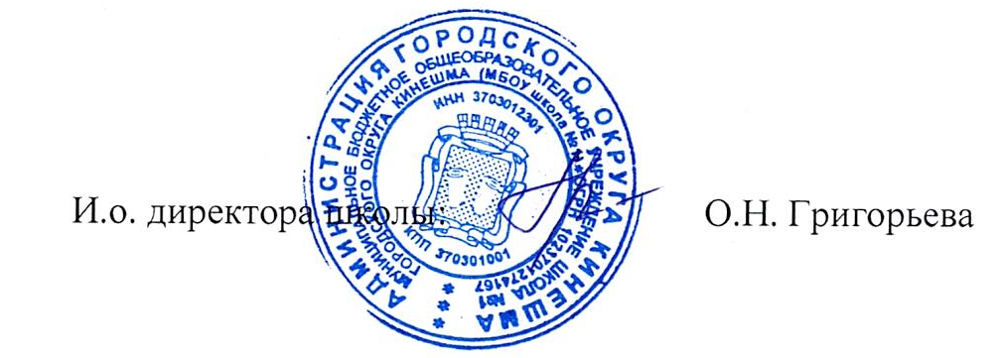 АДМИНИСТРАЦИЯ ГОРОДСКОГО ОКРУГА КИНЕШМА
МУНИЦИПАЛЬНОЕ БЮДЖЕТНОЕ ОБЩЕОБРАЗОВАТЕЛЬНОЕ УЧРЕЖДЕНИЕ ШКОЛА №1
ГОРОДСКОГО ОКРУГА КИНЕШМА (МБОУ школа №1) * ОГРН 1023701274167
ИНН 3703012301
КПП 370301001
И.о. директора школы. О.Н. Григорьева